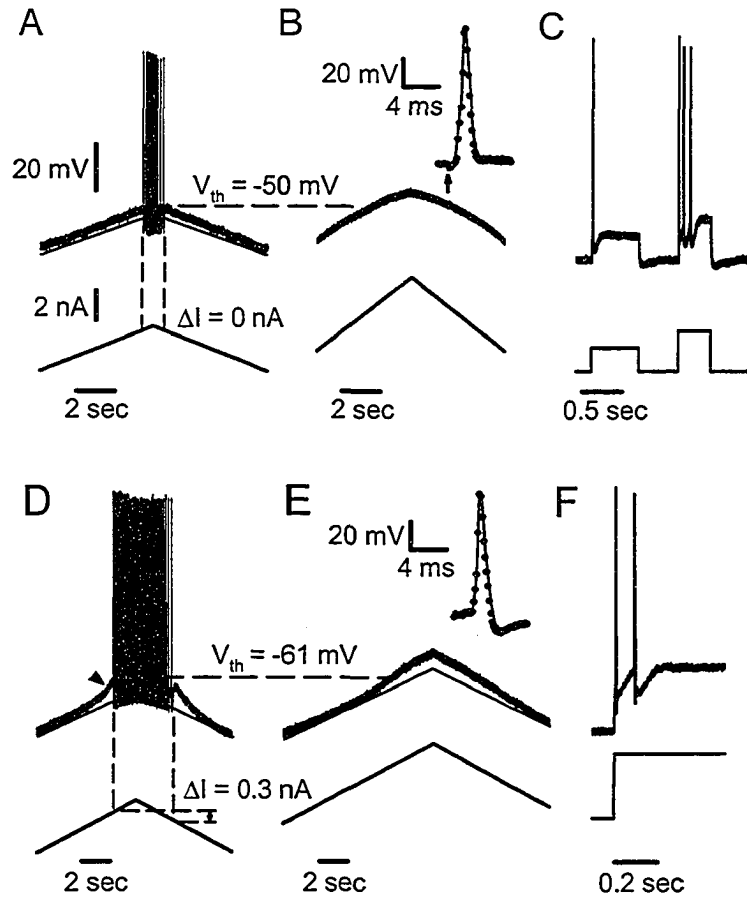 A
B
C
20 mV
4 ms
20 mV
V_th = -50 mV
2 nA
ΔI = 0 nA
2 sec
2 sec
0.5 sec
D
E
F
20 mV
4 ms
V_th = -61 mV
ΔI = 0.3 nA
2 sec
2 sec
0.2 sec